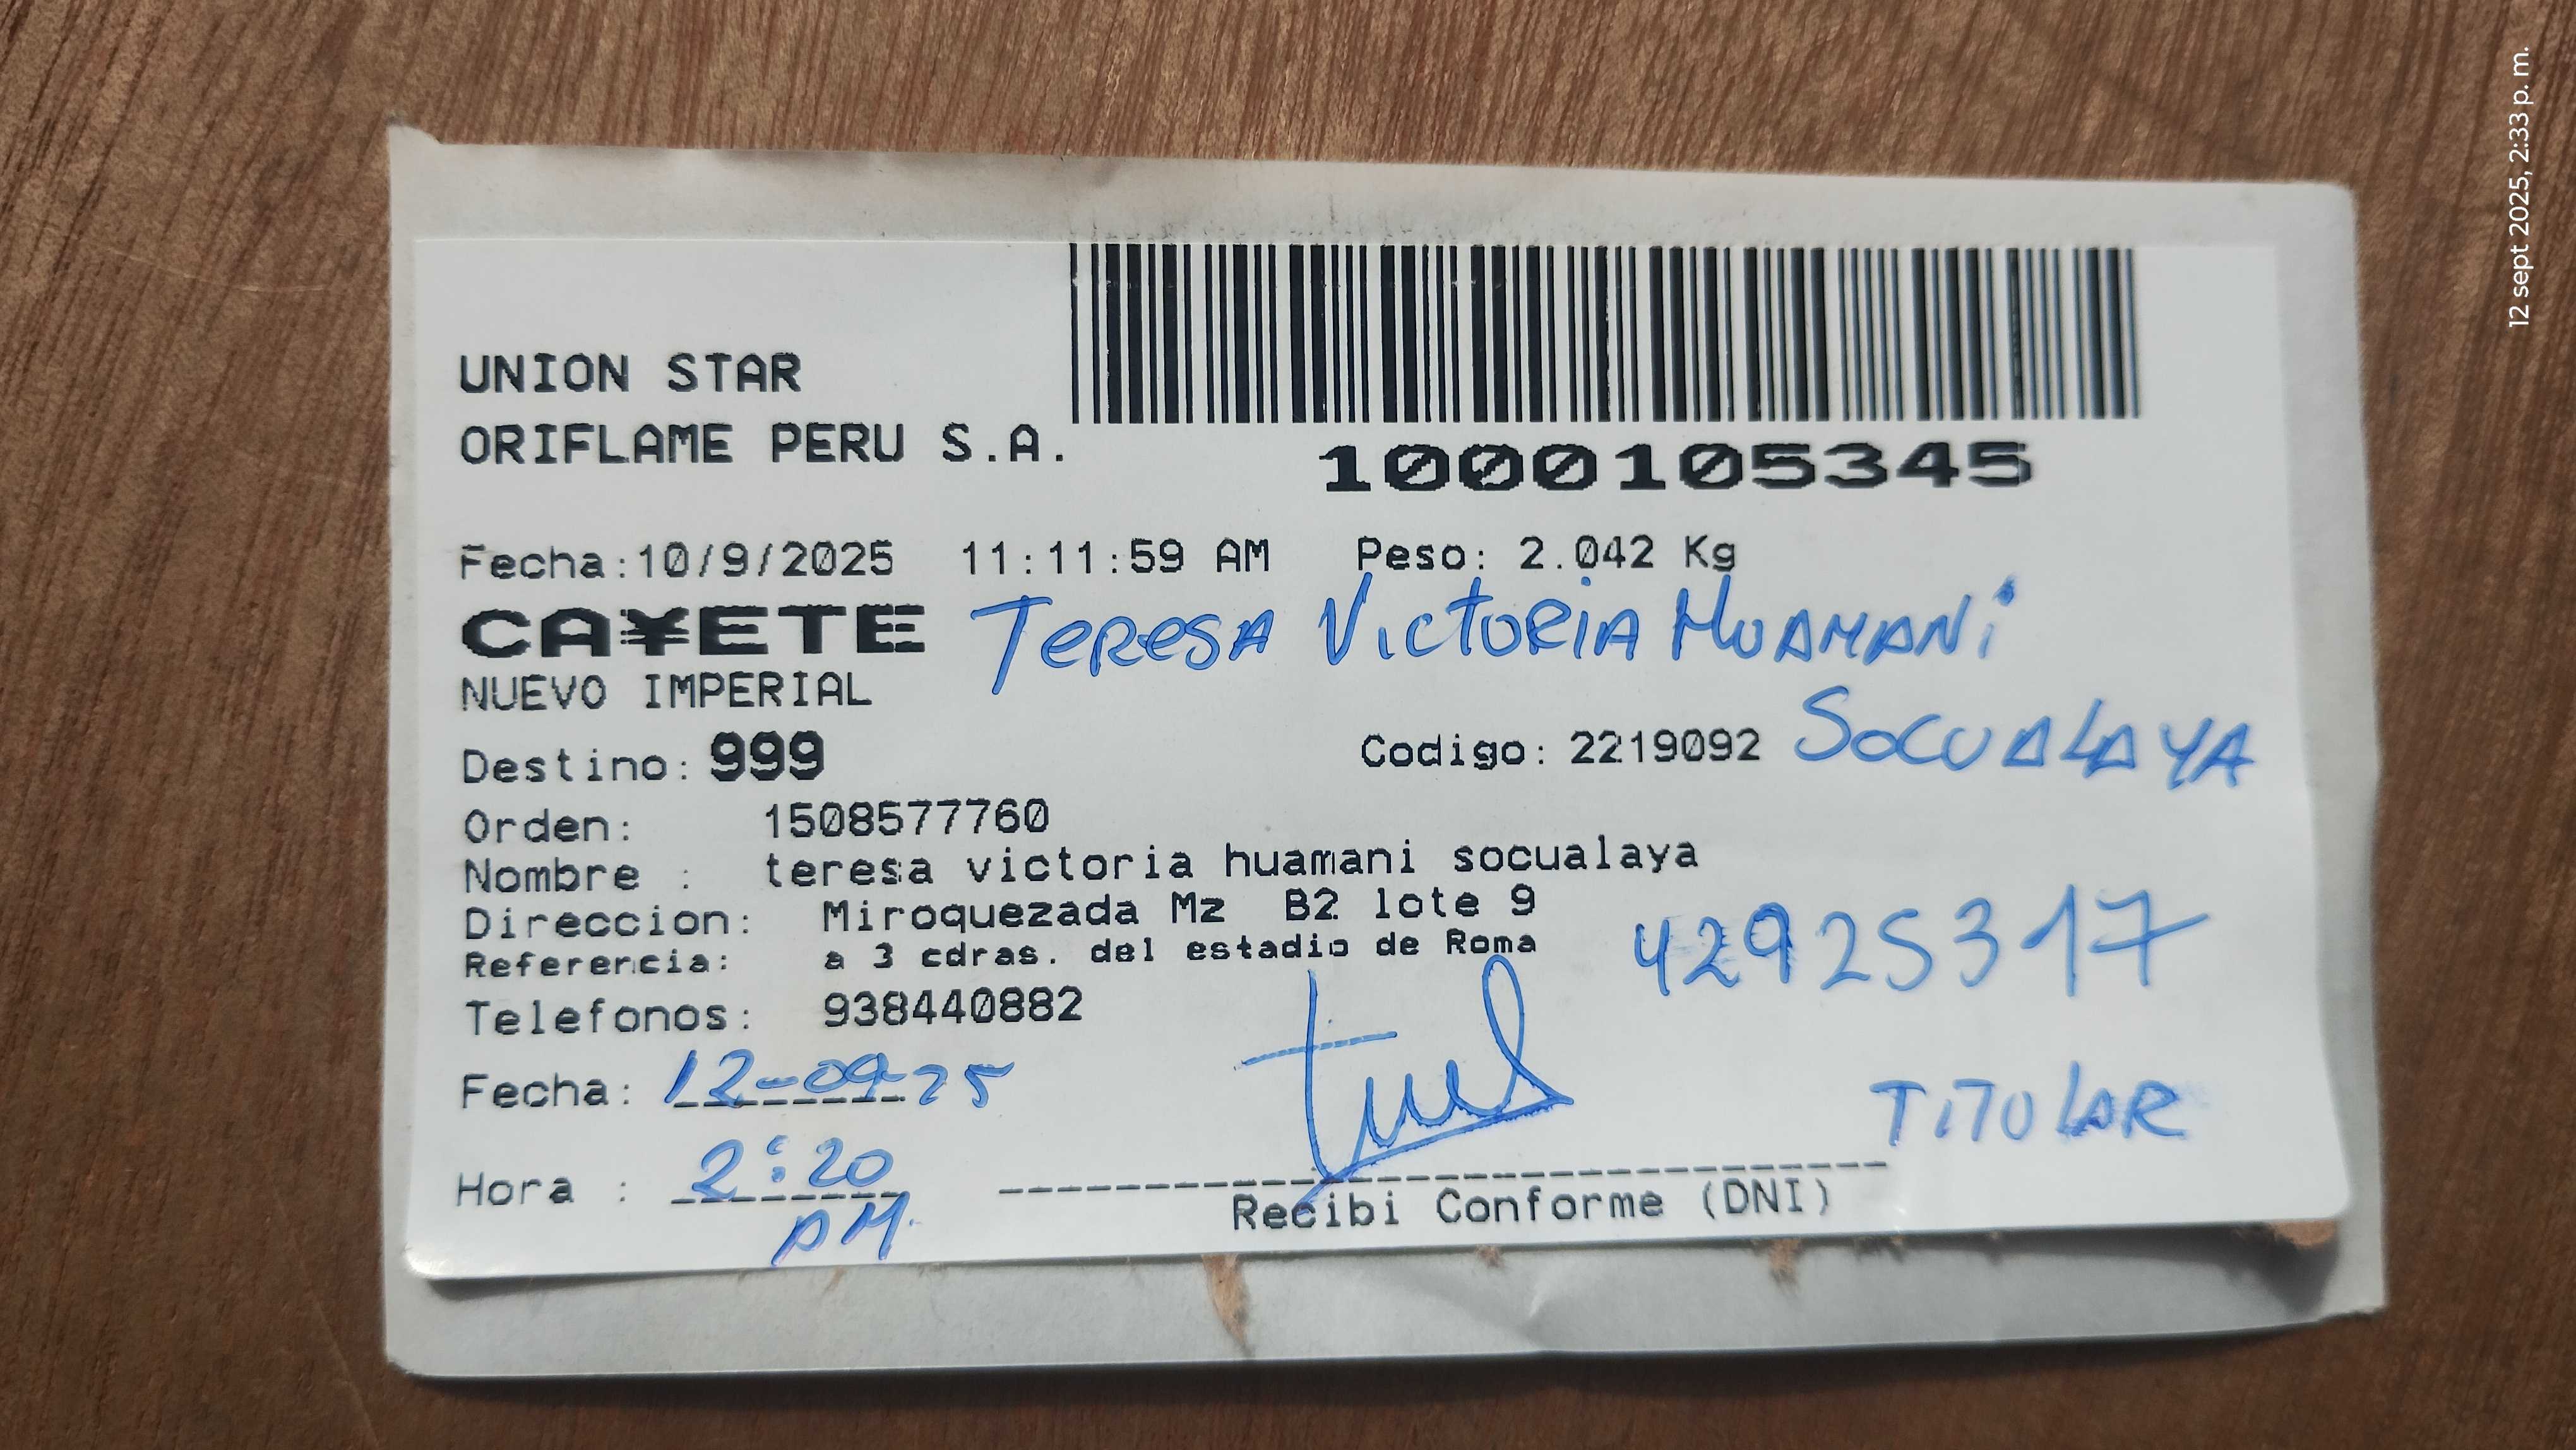 12 sept 2025, 2:33 p. m.
UNION STAR
ORIFLAME PERU S.A.
1000105345
Fecha:10/9/2025 11:11:59 AM Peso: 2.042 Kg
CA¥ETE TERESA VICTORIA HUAMANi
NUEVO IMPERIAL
Destino: 999 Codigo: 2219092 SOCUALAYA
Orden: 1508577760
Nombre : teresa victoria huamani socualaya
Direccion: Miroquezada Mz B2 lote 9
Referencia: a 3 cdras. del estadio de Roma
42925317
Telefonos: 938440882
Fecha: 12-09-25
TITULAR
Hora : 2:20
PM.
Recibi Conforme (DNI)